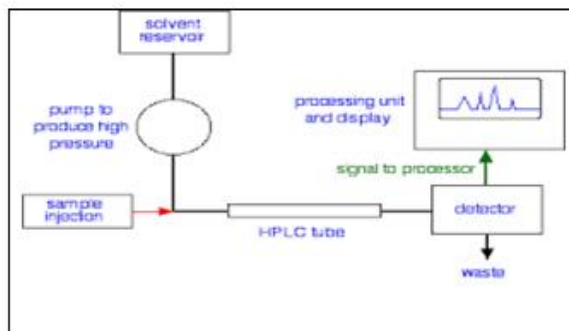 solvent
reservoir
pump to
produce high
pressure
processing unit
and display
signal to processor
sample
injection
HPLC tube
detector
waste